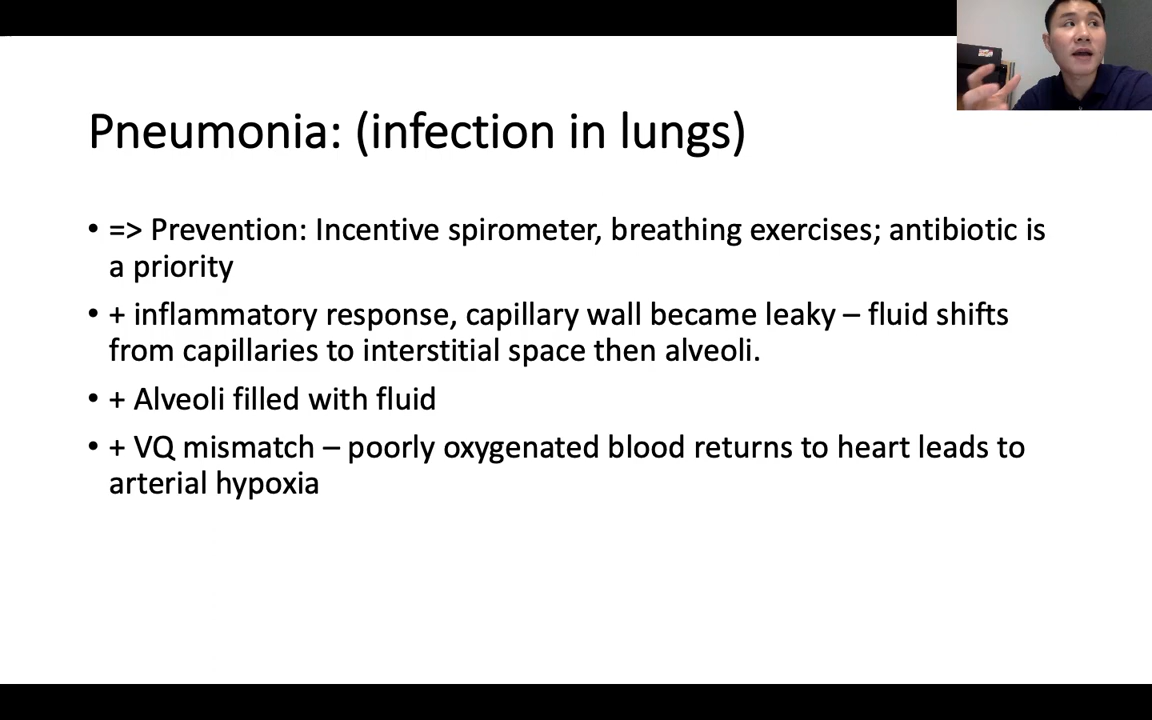 Pneumonia: (infection in lungs)
• => Prevention: Incentive spirometer, breathing exercises; antibiotic is
a priority
• + inflammatory response, capillary wall became leaky – fluid shifts
from capillaries to interstitial space then alveoli.
• + Alveoli filled with fluid
• + VQ mismatch – poorly oxygenated blood returns to heart leads to
arterial hypoxia